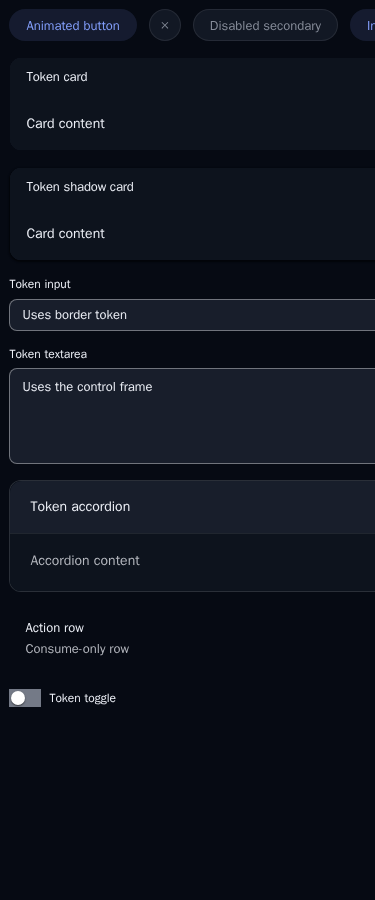 Animated button × Disabled secondary In
Token card
Card content
Token shadow card
Card content
Token input
Uses border token
Token textarea
Uses the control frame
Token accordion
Accordion content
Action row
Consume-only row
Token toggle